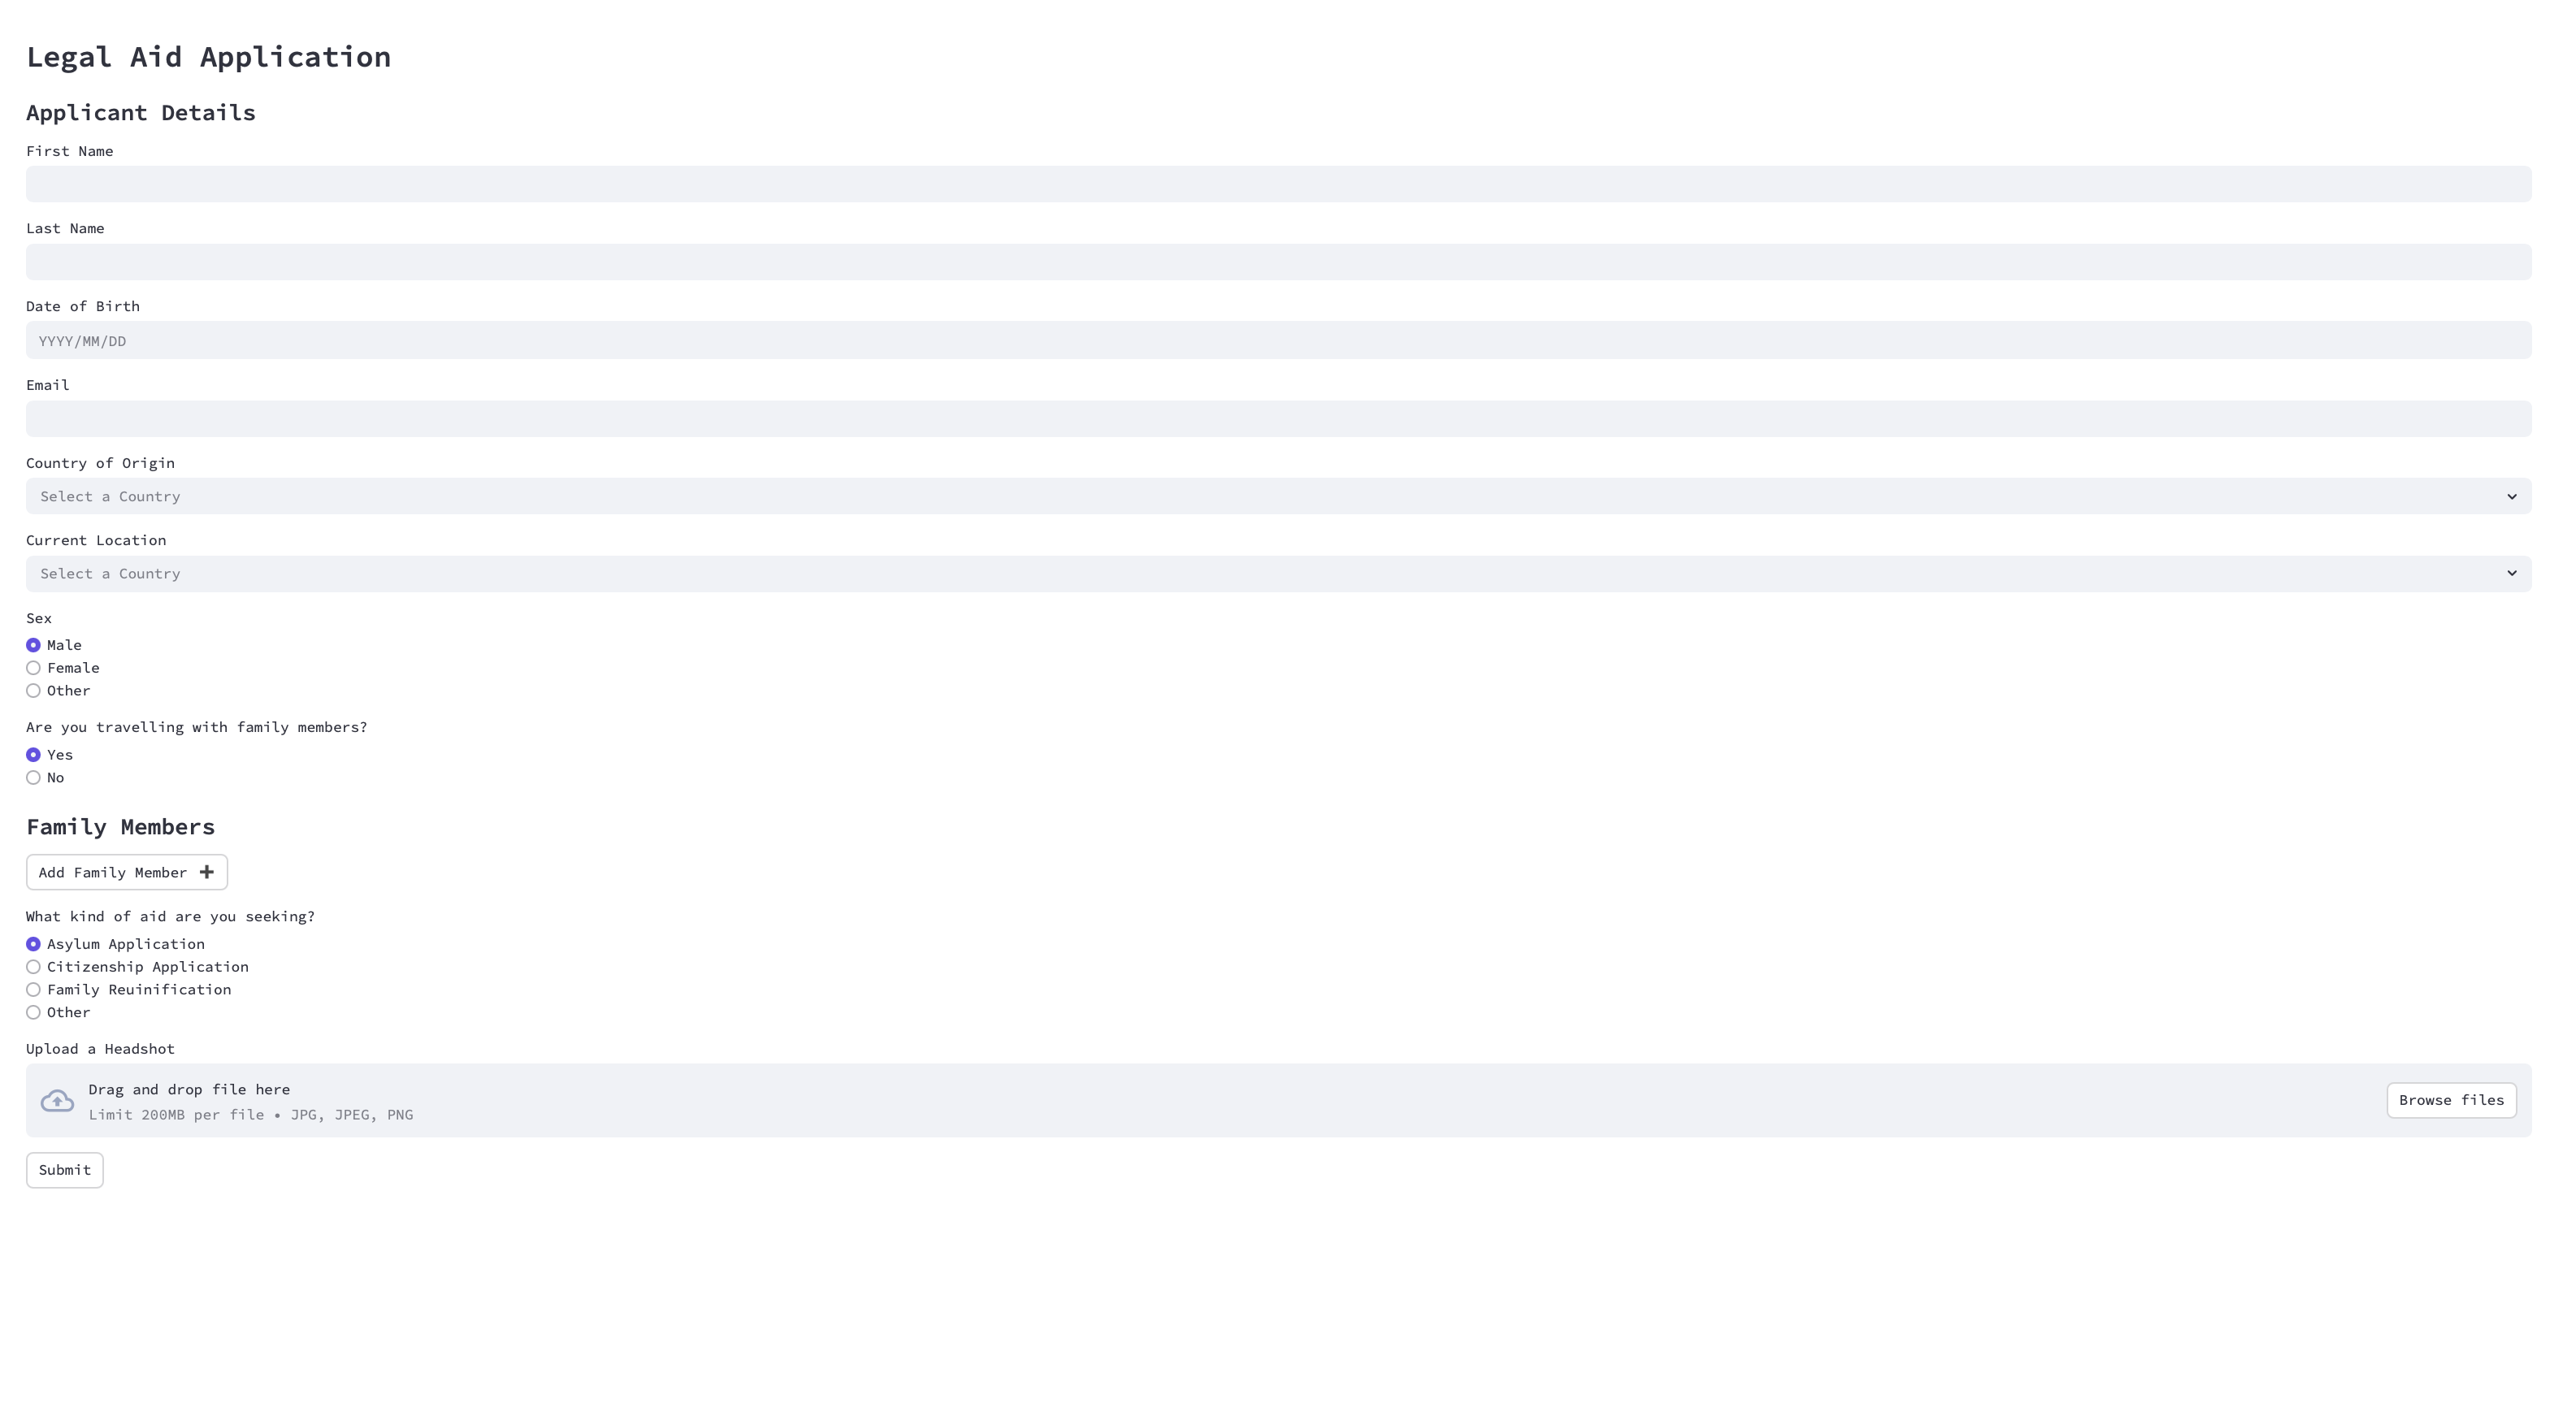 Legal Aid Application
Applicant Details
First Name
Last Name
Date of Birth
YYYY/MM/DD
Email
Country of Origin
Select a Country
Current Location
Select a Country
Sex
Male
Female
Other
Are you travelling with family members?
Yes
No
Family Members
Add Family Member ➕
What kind of aid are you seeking?
Asylum Application
Citizenship Application
Family Reuinification
Other
Upload a Headshot
Drag and drop file here
Limit 200MB per file • JPG, JPEG, PNG
Browse files
Submit